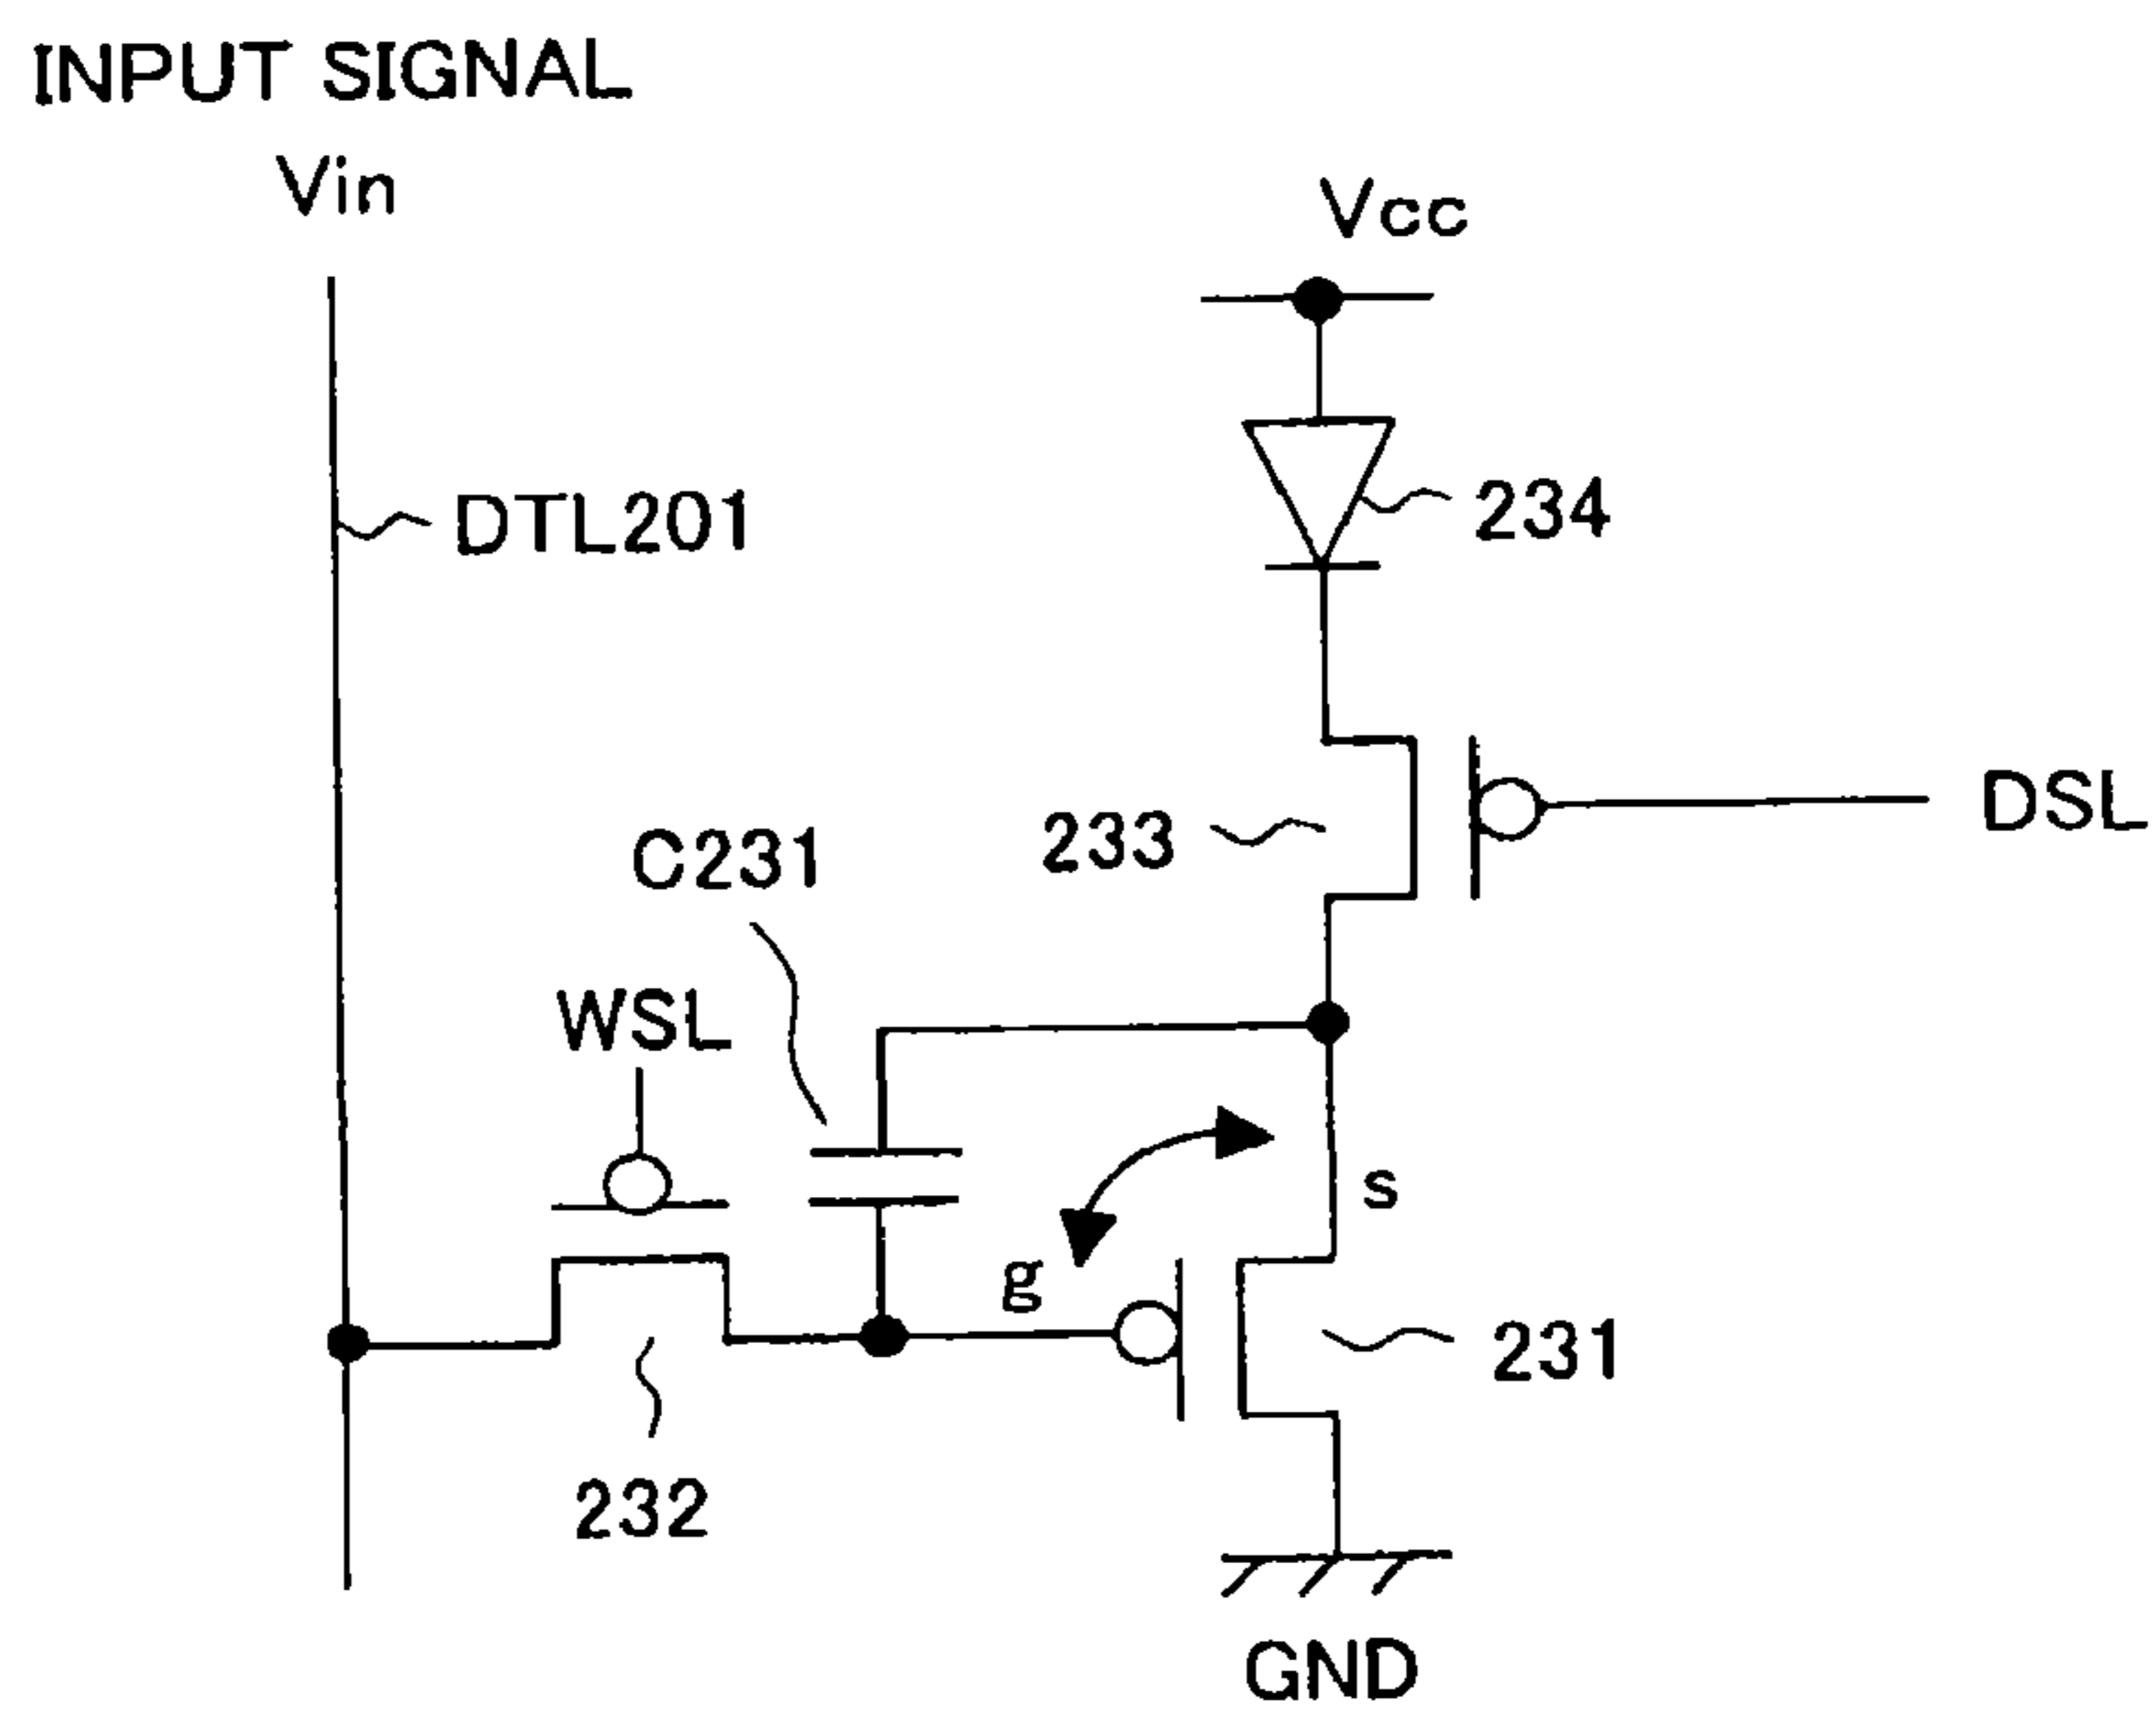 INPUT SIGNAL
Vin
Vcc
DTL201
234
233
DSL
C231
WSL
s
g
231
232
GND